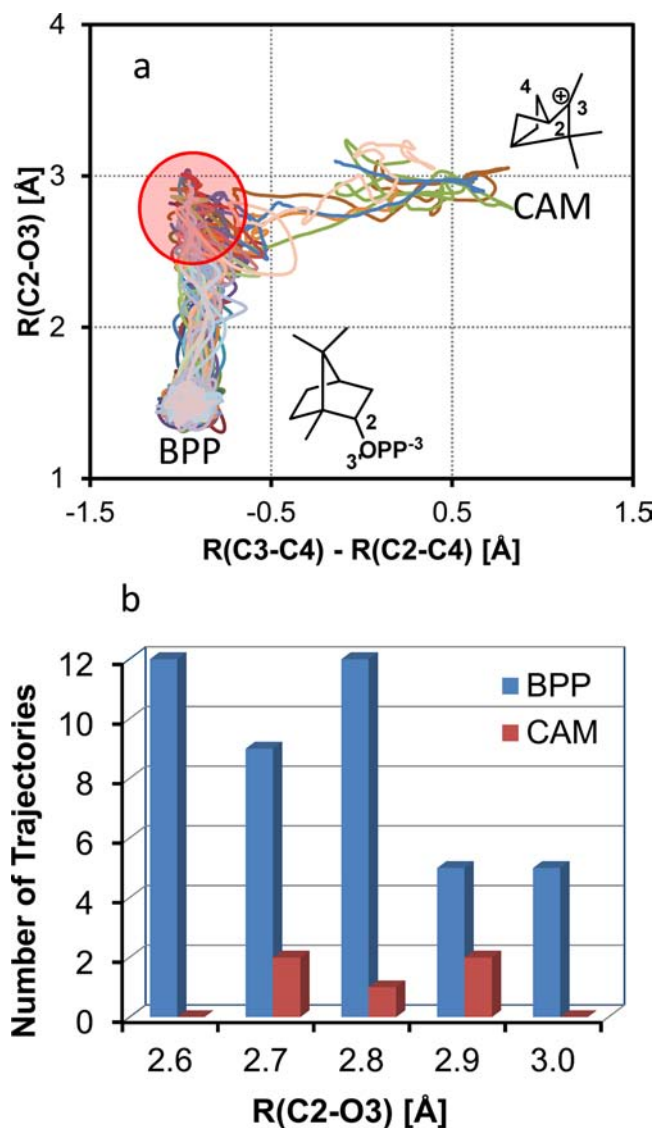 a
4
3
2
1
R(C2-O3) [Å]
4
⊕
3
2
CAM
2
3
OPP⁻³
BPP
-1.5 -0.5 0.5 1.5
R(C3-C4) - R(C2-C4) [Å]
b
12
10
8
6
4
2
0
Number of Trajectories
BPP
CAM
2.6 2.7 2.8 2.9 3.0
R(C2-O3) [Å]